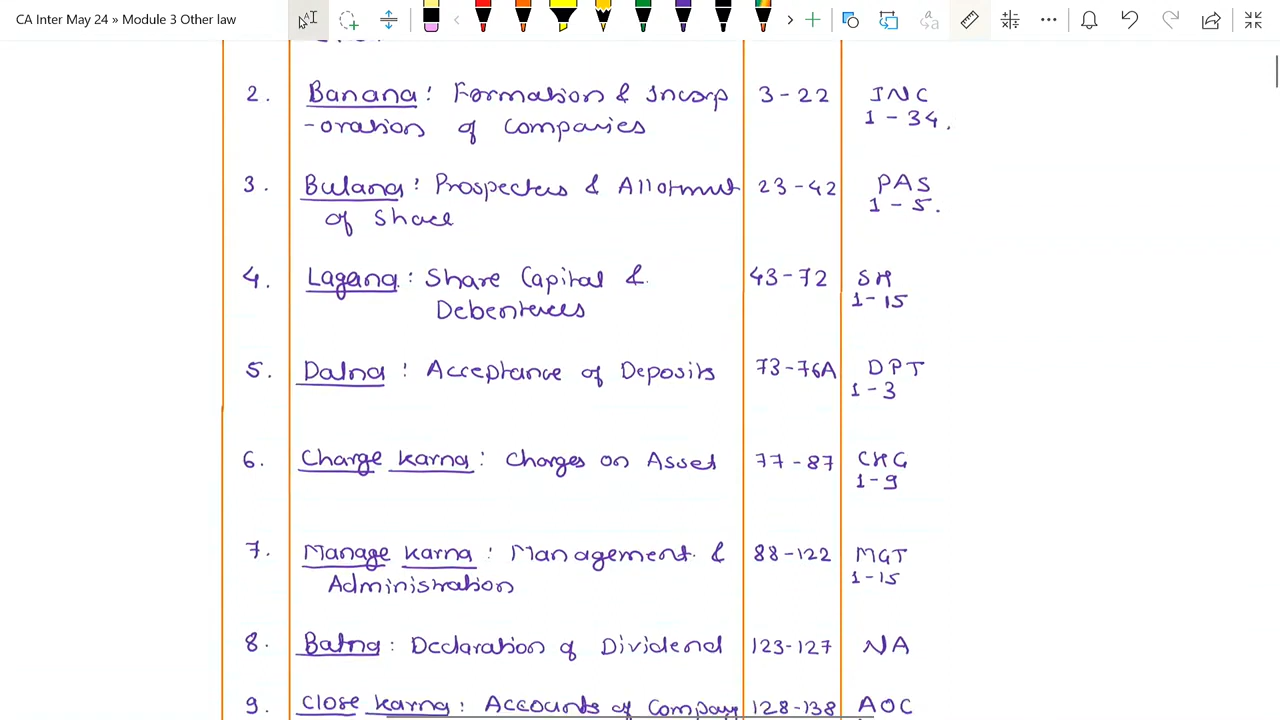 CA Inter May 24 » Module 3 Other law
2. Banana: Formation & Incorp 3-22 INC
-oration of Companies 1-34.
3. Bulana: Prospectus & Allotment 23-42 PAS
of Share 1-5.
4. Lagana: Share Capital & 43-72 SH
Debentures 1-15
5. Dalna: Acceptance of Deposits 73-76A DPT
1-3
6. Charge karna: Charges on Asset 77-87 CHG
1-9
7. Manage karna: Management & 88-122 MGT
Administration 1-15
8. Batna: Declaration of Dividend 123-127 NA
9. Close karna: Accounts of Company 128-138 AOC